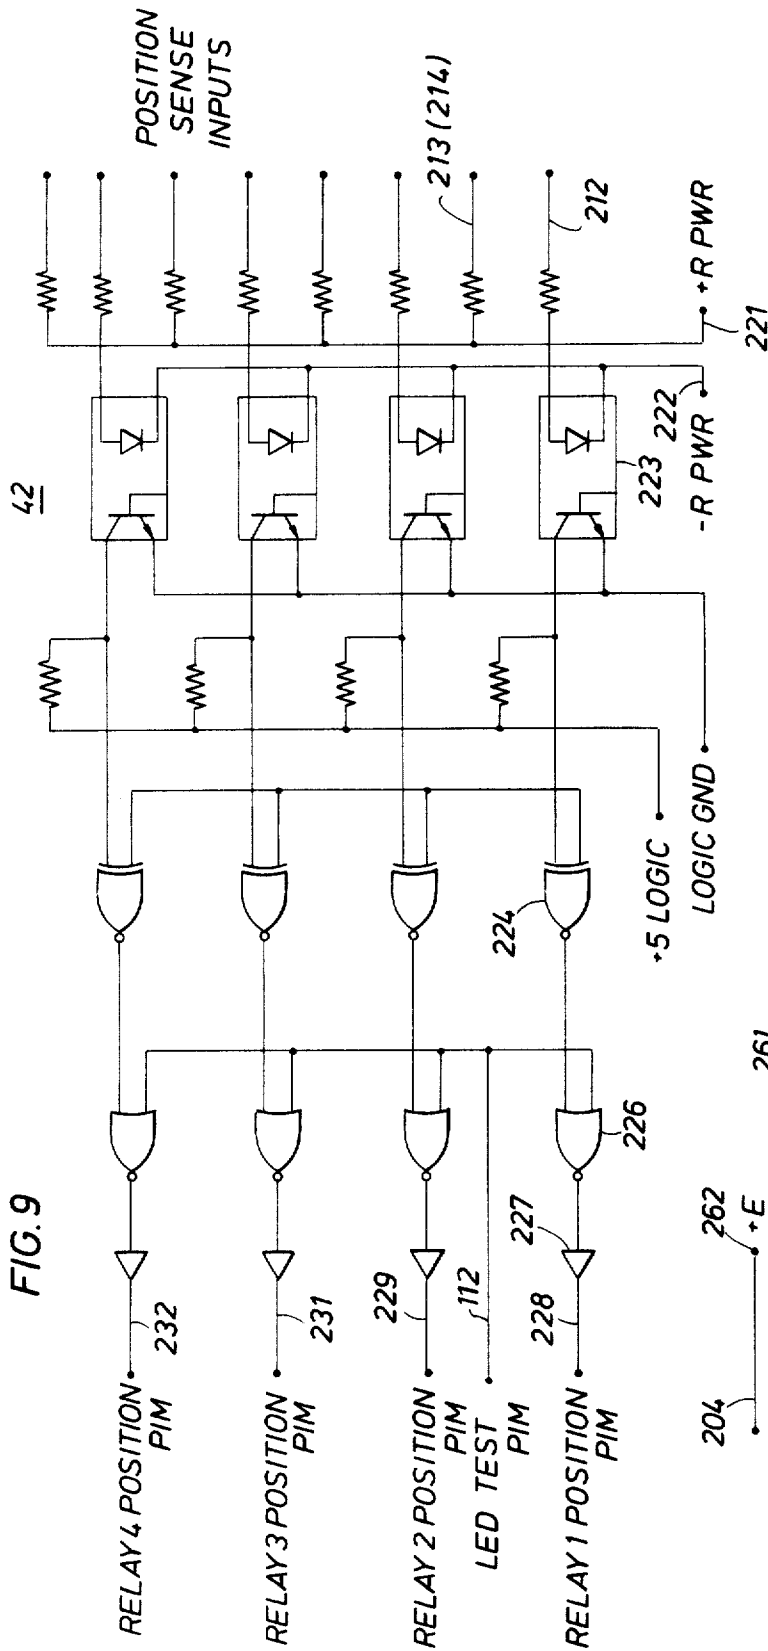 FIG. 9
42
POSITION
SENSE
INPUTS
213 (214)
212
+R PWR
221
222
-R PWR
223
+5 LOGIC
LOGIC GND
224
226
227
RELAY 4 POSITION
PIM
232
RELAY 3 POSITION
PIM
231
RELAY 2 POSITION
PIM
229
LED TEST
PIM
112
RELAY 1 POSITION
PIM
228
204
262
+E
261